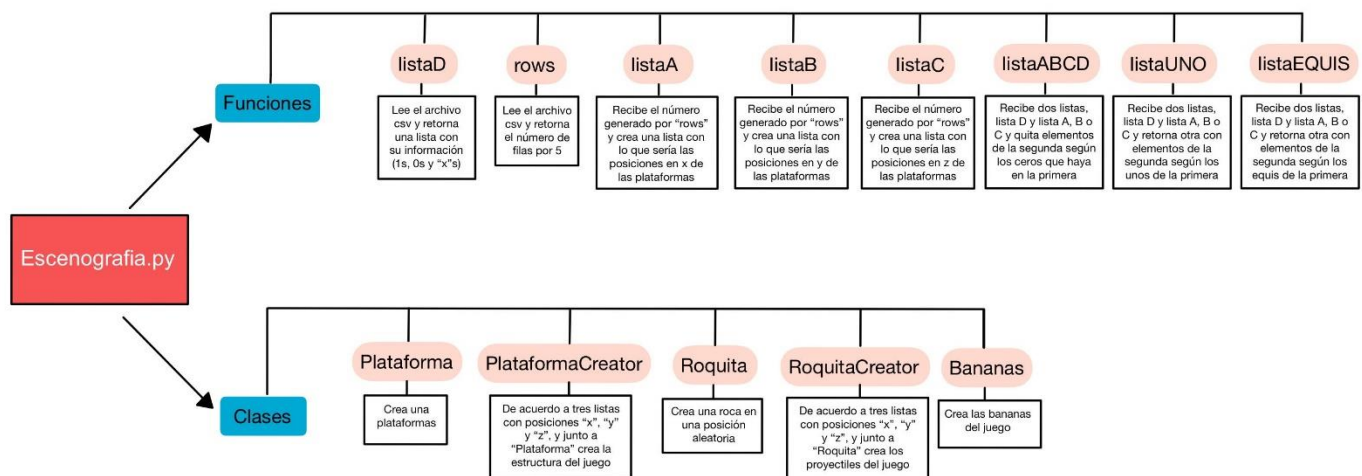 listaD
rows
listaA
listaB
listaC
listaABCD
listaUNO
listaEQUIS
Funciones
Lee el archivo
csv y retorna
una lista con
su información
(1s, 0s y “x”s)
Lee el archivo
csv y retorna
el número de
filas por 5
Recibe el número
generado por “rows”
y crea una lista con
lo que sería las
posiciones en x de
las plataformas
Recibe el número
generado por “rows”
y crea una lista con
lo que sería las
posiciones en y de
las plataformas
Recibe el número
generado por “rows”
y crea una lista con
lo que sería las
posiciones en z de
las plataformas
Recibe dos listas,
lista D y lista A, B o
C y quita elementos
de la segunda según
los ceros que haya
en la primera
Recibe dos listas,
lista D y lista A, B o
C y retorna otra con
elementos de la
segunda según los
unos de la primera
Recibe dos listas,
lista D y lista A, B o
C y retorna otra con
elementos de la
segunda según los
equis de la primera
Escenografia.py
Plataforma
PlataformaCreator
Roquita
RoquitaCreator
Bananas
Clases
Crea una
plataformas
De acuerdo a tres listas
con posiciones “x”, “y”
y “z”, y junto a
“Plataforma” crea la
estructura del juego
Crea una roca en
una posición
aleatoria
De acuerdo a tres listas
con posiciones “x”, “y”
y “z”, y junto a
“Roquita” crea los
proyectiles del juego
Crea las bananas
del juego